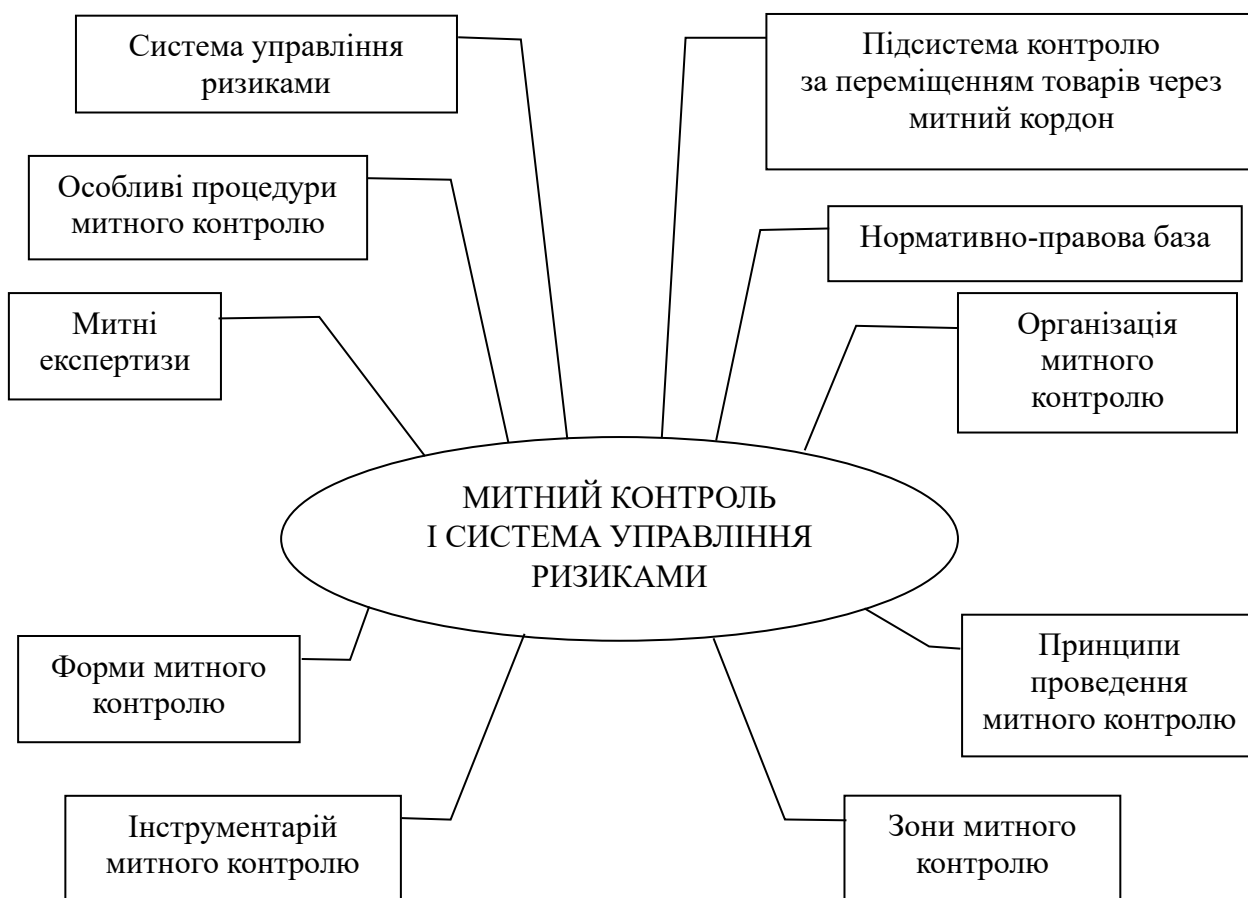 Система управління
ризиками
Підсистема контролю
за переміщенням товарів через
митний кордон
Особливі процедури
митного контролю
Нормативно-правова база
Митні
експертизи
Організація
митного
контролю
МИТНИЙ КОНТРОЛЬ
І СИСТЕМА УПРАВЛІННЯ
РИЗИКАМИ
Форми митного
контролю
Принципи
проведення
митного контролю
Інструментарій
митного контролю
Зони митного
контролю